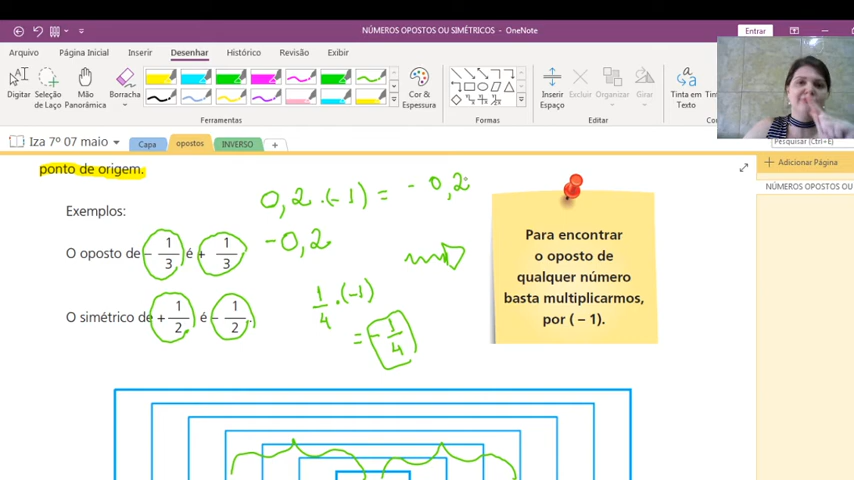 NÚMEROS OPOSTOS OU SIMÉTRICOS - OneNote
Entrar
Arquivo
Página Inicial
Inserir
Desenhar
Histórico
Revisão
Exibir
Digitar
Seleção de Laço
Mão Panorâmica
Borracha
Cor & Espessura
Inserir Espaço
Excluir
Organizar
Girar
Tinta em Texto
Ferramentas
Formas
Editar
Iza 7º 07 maio
Capa
opostos
INVERSO
Pesquisar (Ctrl+E)
Adicionar Página
NÚMEROS OPOSTOS OU
ponto de origem.
0,2 . (-1) = - 0,2
Exemplos:
-0,2
O oposto de - 1/3 é + 1/3
1/4 . (-1)
O simétrico de + 1/2 é - 1/2.
= - 1/4
Para encontrar
o oposto de
qualquer número
basta multiplicarmos,
por ( – 1).